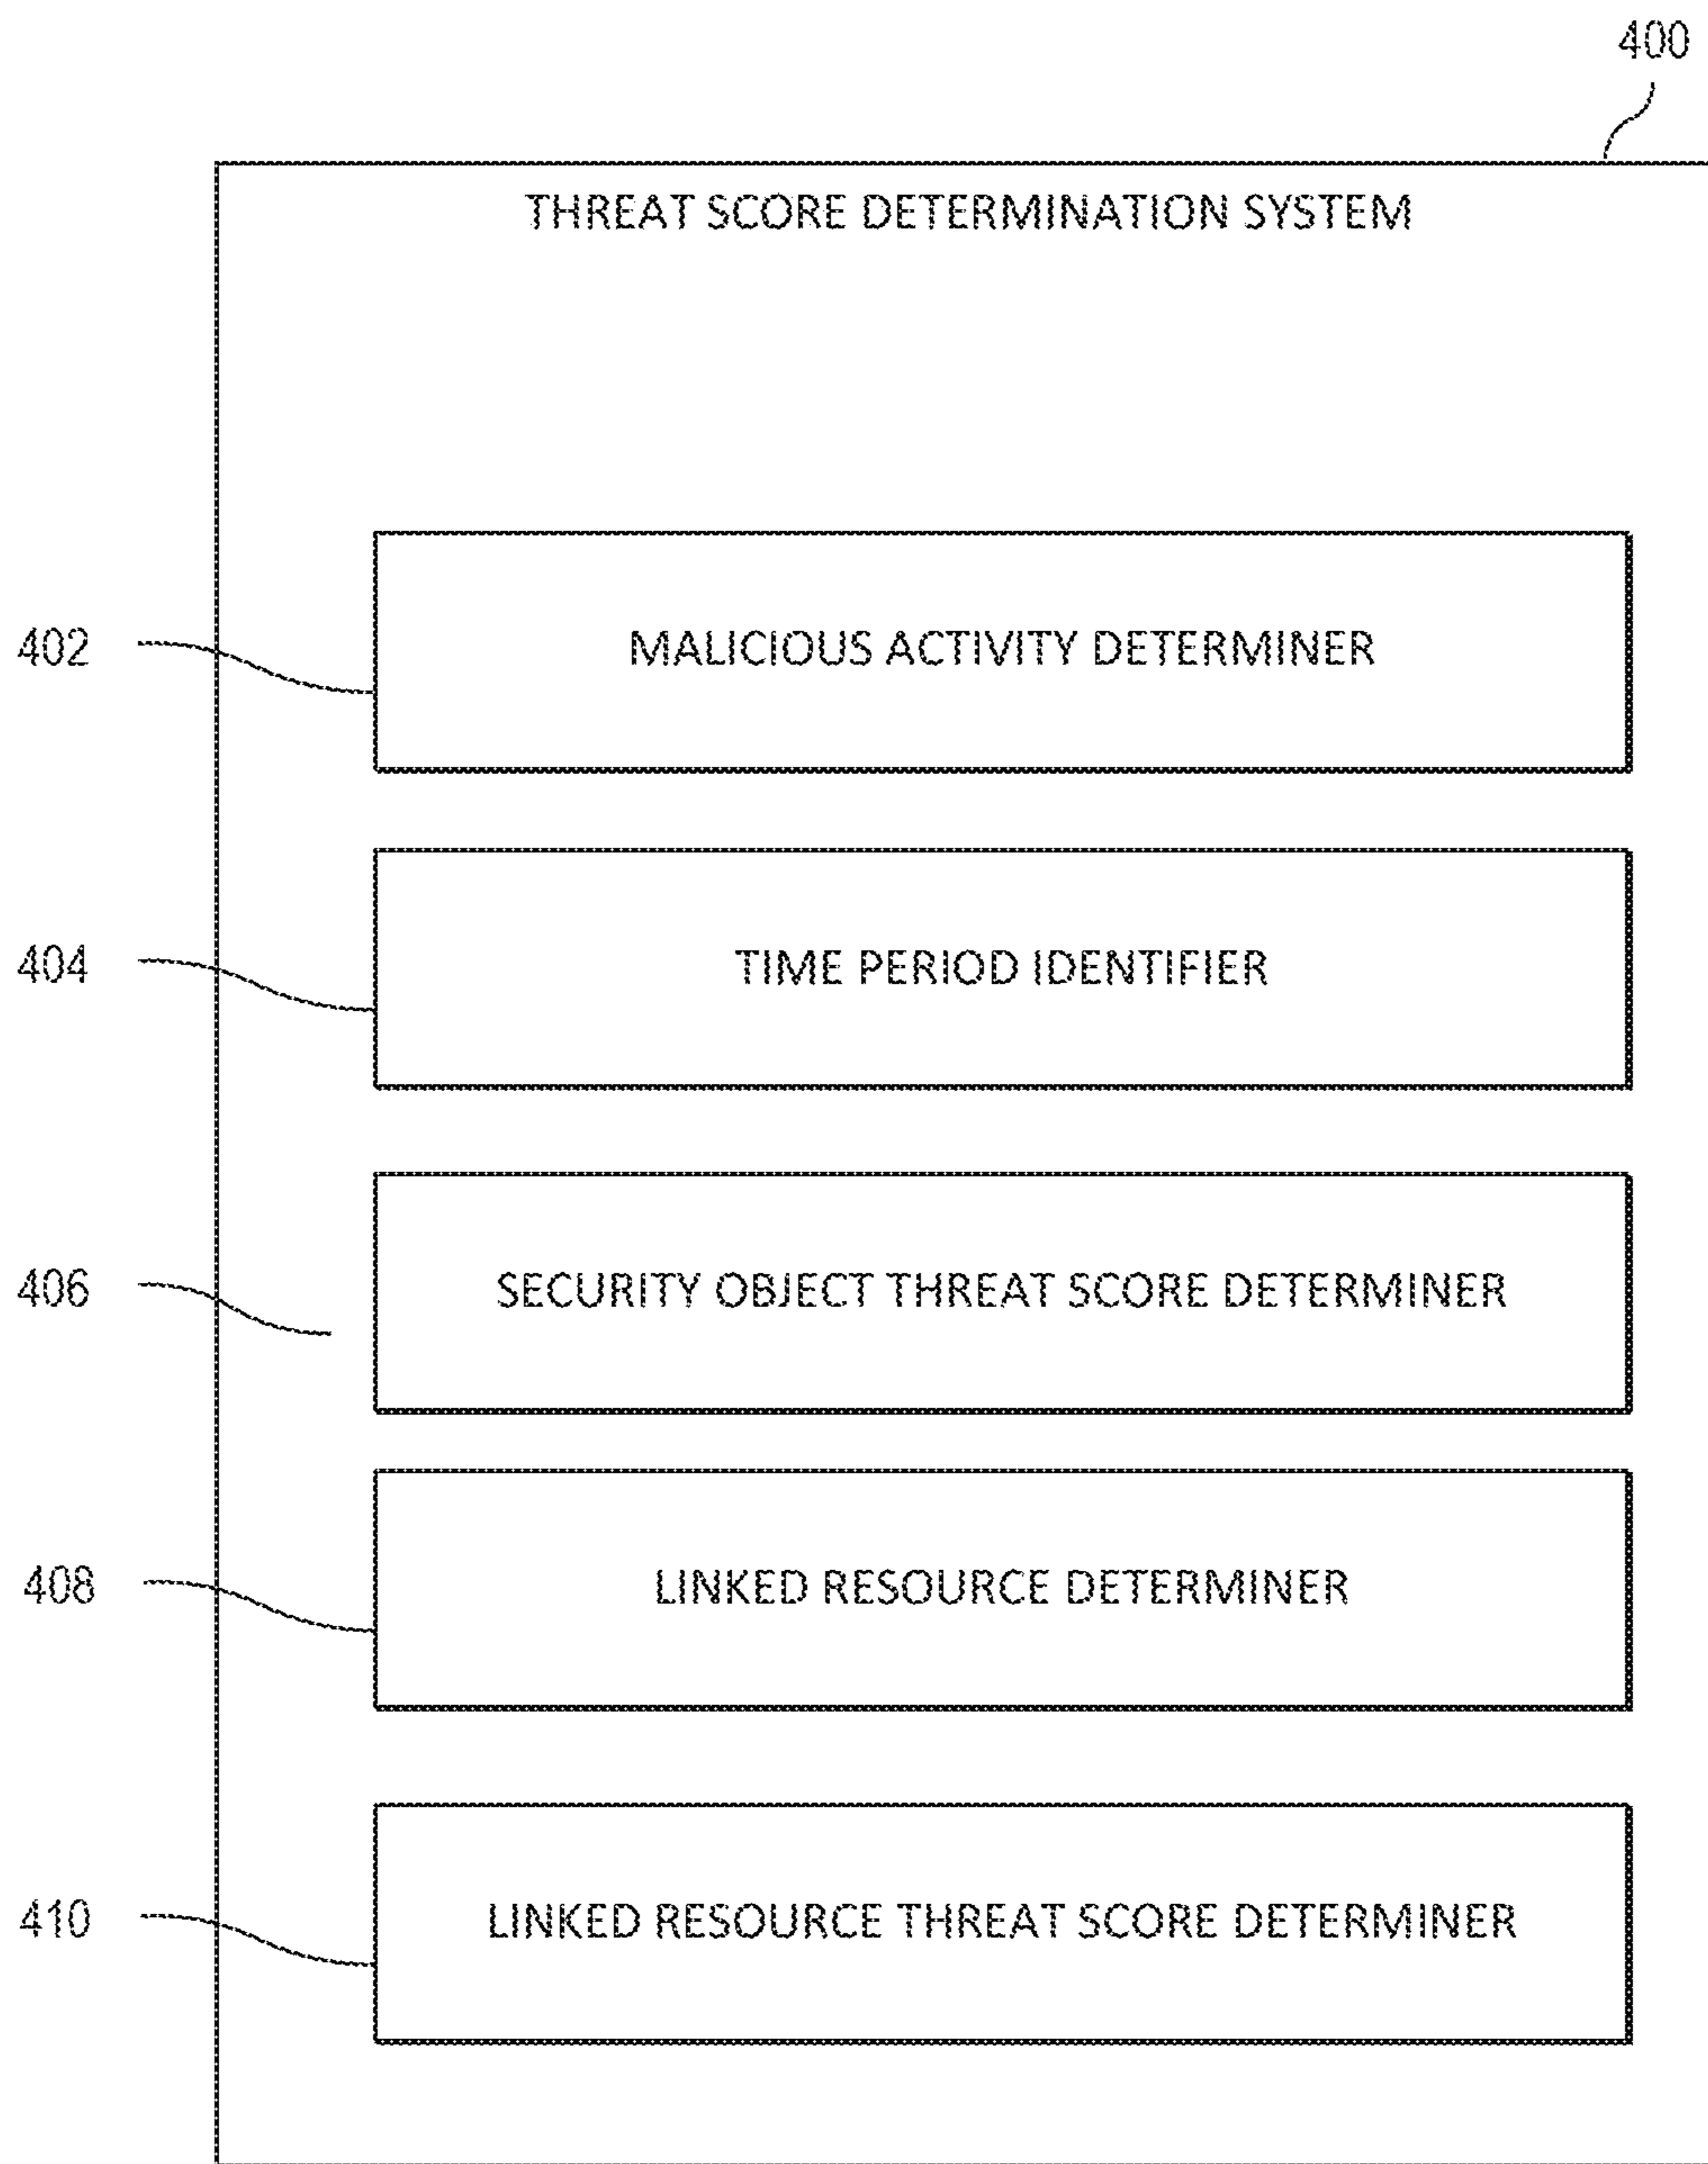 400
THREAT SCORE DETERMINATION SYSTEM
402
MALICIOUS ACTIVITY DETERMINER
404
TIME PERIOD IDENTIFIER
406
SECURITY OBJECT THREAT SCORE DETERMINER
408
LINKED RESOURCE DETERMINER
410
LINKED RESOURCE THREAT SCORE DETERMINER